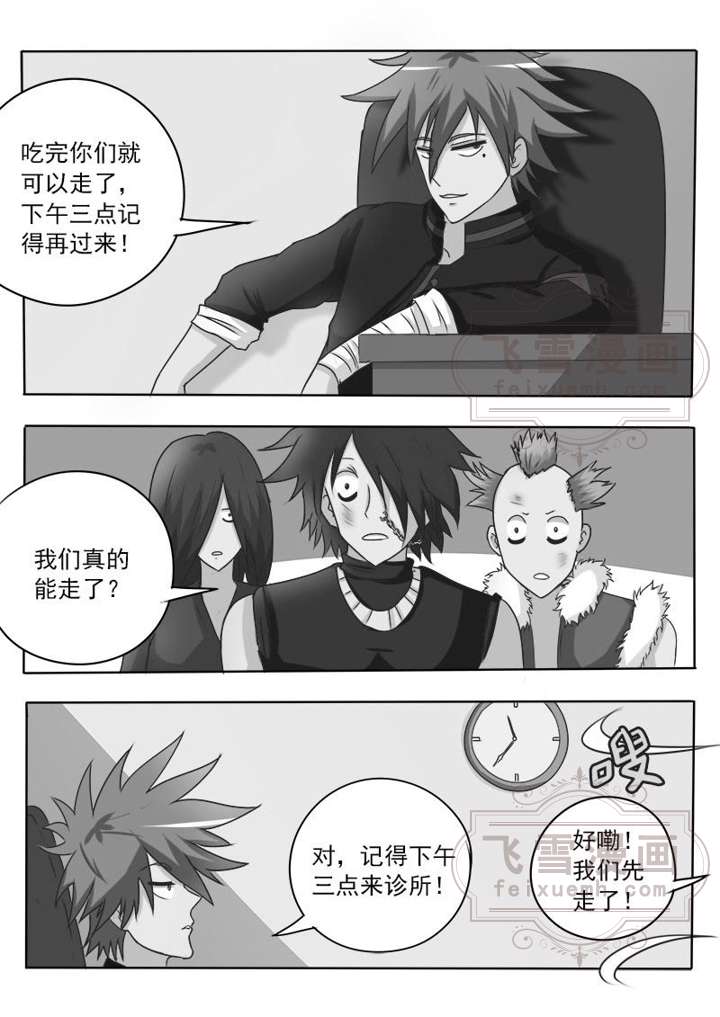 吃完你们就
可以走了，
下午三点记
得再过来！
飞雪漫画
feixuemh.com
我们真的
能走了？
嗖
对，记得下午
三点来诊所！
好嘞！
我们先
走了！
飞雪漫画
feixuemh.com